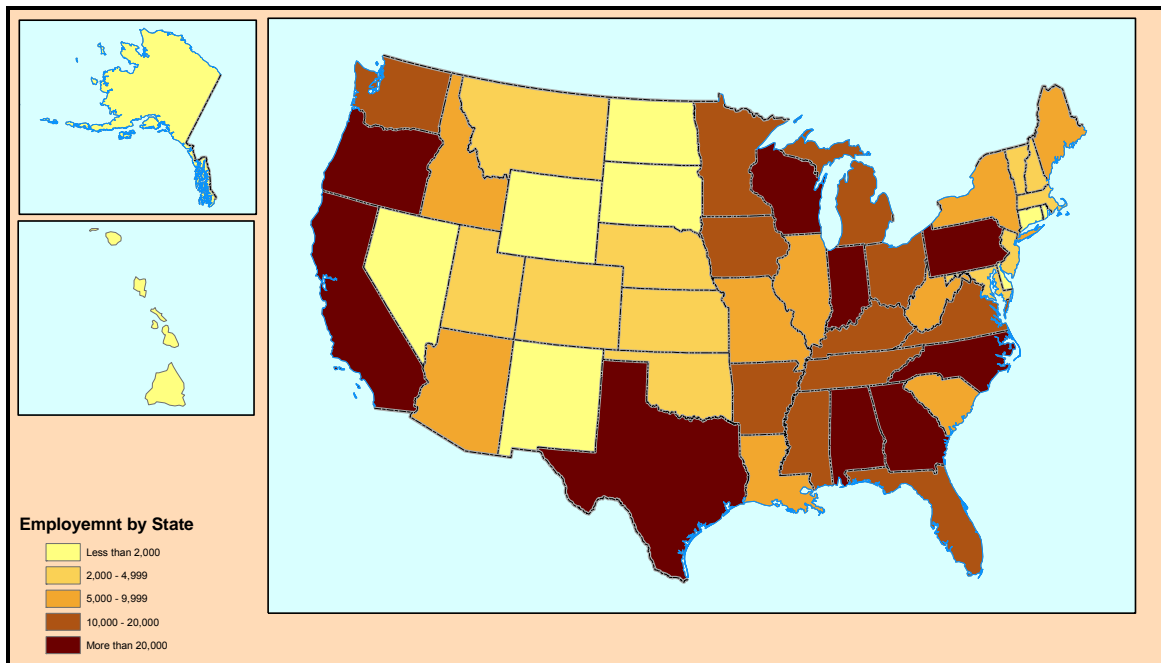 Employemnt by State
Less than 2,000
2,000 - 4,999
5,000 - 9,999
10,000 - 20,000
More than 20,000